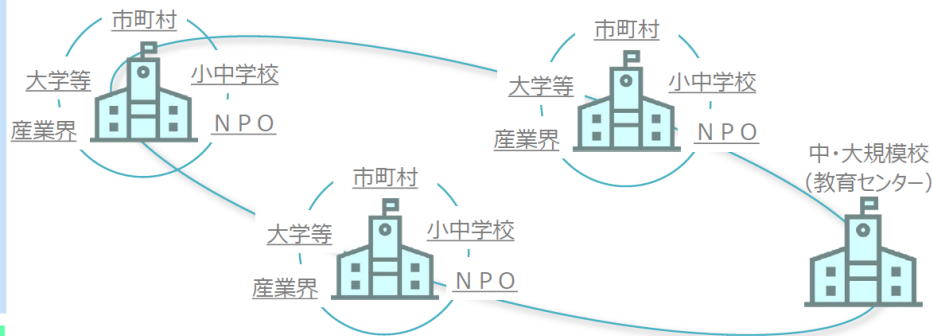 市町村
大学等
小中学校
産業界
ＮＰＯ
市町村
大学等
小中学校
産業界
ＮＰＯ
中・大規模校
（教育センター）
市町村
大学等
小中学校
産業界
ＮＰＯ